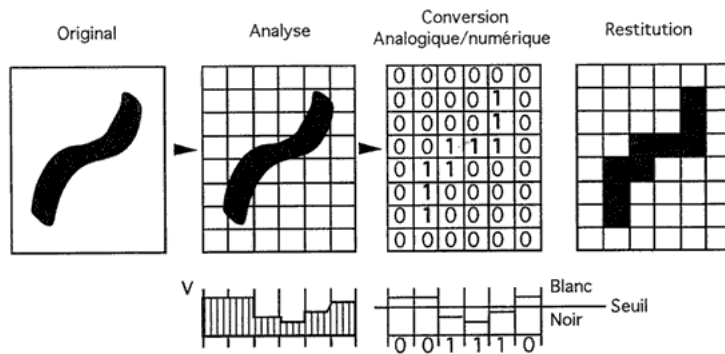 Original
Analyse
Conversion
Analogique/numérique
Restitution
0 0 0 0 0 0
0 0 0 0 1 0
0 0 0 0 1 0
0 0 1 1 1 0
0 1 1 0 0 0
0 1 0 0 0 0
0 1 0 0 0 0
0 0 0 0 0 0
V
Blanc
Seuil
Noir
0 0 1 1 1 0